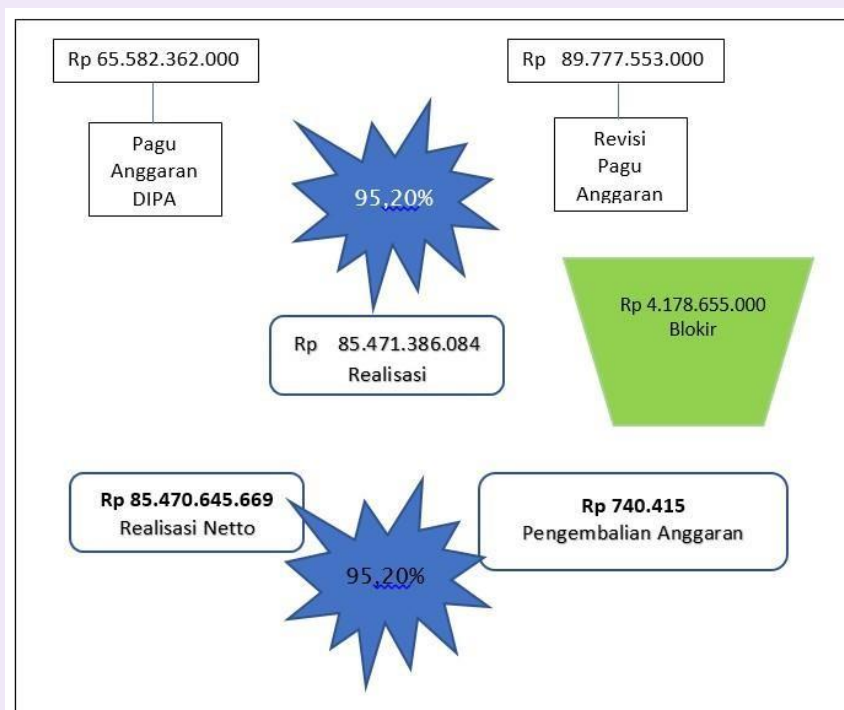 Rp 65.582.362.000
Rp 89.777.553.000
Pagu
Anggaran
DIPA
95,20%
Revisi
Pagu
Anggaran
Rp 4.178.655.000
Blokir
Rp 85.471.386.084
Realisasi
Rp 85.470.645.669
Realisasi Netto
Rp 740.415
Pengembalian Anggaran
95,20%